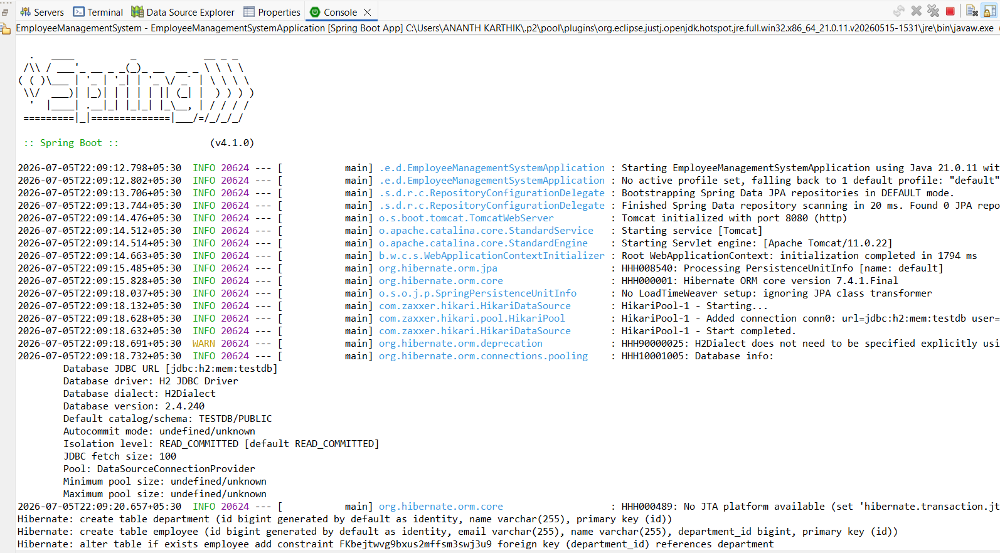 Servers Terminal Data Source Explorer Properties Console
EmployeeManagementSystem - EmployeeManagementSystemApplication [Spring Boot App] C:\Users\ANANTH KARTHIK\.p2\pool\plugins\org.eclipse.justj.openjdk.hotspot.jre.full.win32.x86_64_21.0.11.v20260515-1531\jre\bin\javaw.exe
  .   ____          _            __ _ _
 /\\ / ___'_ __ _ _(_)_ __  __ _ \ \ \ \
( ( )\___ | '_ | '_| | '_ \/ _` | \ \ \ \
 \\/  ___)| |_)| | | | | || (_| |  ) ) ) )
  '  |____| .__|_| |_|_| |_\__, | / / / /
 =========|_|==============|___/=/_/_/_/
 :: Spring Boot ::                (v4.1.0)
2026-07-05T22:09:12.798+05:30  INFO 20624 --- [           main] .e.d.EmployeeManagementSystemApplication : Starting EmployeeManagementSystemApplication using Java 21.0.11 wit
2026-07-05T22:09:12.802+05:30  INFO 20624 --- [           main] .e.d.EmployeeManagementSystemApplication : No active profile set, falling back to 1 default profile: "default"
2026-07-05T22:09:13.706+05:30  INFO 20624 --- [           main] .s.d.r.c.RepositoryConfigurationDelegate : Bootstrapping Spring Data JPA repositories in DEFAULT mode.
2026-07-05T22:09:13.744+05:30  INFO 20624 --- [           main] .s.d.r.c.RepositoryConfigurationDelegate : Finished Spring Data repository scanning in 20 ms. Found 0 JPA repo
2026-07-05T22:09:14.476+05:30  INFO 20624 --- [           main] o.s.boot.tomcat.TomcatWebServer          : Tomcat initialized with port 8080 (http)
2026-07-05T22:09:14.512+05:30  INFO 20624 --- [           main] o.apache.catalina.core.StandardService   : Starting service [Tomcat]
2026-07-05T22:09:14.514+05:30  INFO 20624 --- [           main] o.apache.catalina.core.StandardEngine    : Starting Servlet engine: [Apache Tomcat/11.0.22]
2026-07-05T22:09:14.663+05:30  INFO 20624 --- [           main] b.w.c.s.WebApplicationContextInitializer : Root WebApplicationContext: initialization completed in 1794 ms
2026-07-05T22:09:15.485+05:30  INFO 20624 --- [           main] org.hibernate.orm.jpa                    : HHH008540: Processing PersistenceUnitInfo [name: default]
2026-07-05T22:09:15.828+05:30  INFO 20624 --- [           main] org.hibernate.orm.core                   : HHH000001: Hibernate ORM core version 7.4.1.Final
2026-07-05T22:09:18.037+05:30  INFO 20624 --- [           main] o.s.o.j.p.SpringPersistenceUnitInfo      : No LoadTimeWeaver setup: ignoring JPA class transformer
2026-07-05T22:09:18.132+05:30  INFO 20624 --- [           main] com.zaxxer.hikari.HikariDataSource       : HikariPool-1 - Starting...
2026-07-05T22:09:18.628+05:30  INFO 20624 --- [           main] com.zaxxer.hikari.pool.HikariPool        : HikariPool-1 - Added connection conn0: url=jdbc:h2:mem:testdb user=
2026-07-05T22:09:18.632+05:30  INFO 20624 --- [           main] com.zaxxer.hikari.HikariDataSource       : HikariPool-1 - Start completed.
2026-07-05T22:09:18.691+05:30  WARN 20624 --- [           main] org.hibernate.orm.deprecation            : HHH90000025: H2Dialect does not need to be specified explicitly usi
2026-07-05T22:09:18.732+05:30  INFO 20624 --- [           main] org.hibernate.orm.connections.pooling    : HHH10001005: Database info:
        Database JDBC URL [jdbc:h2:mem:testdb]
        Database driver: H2 JDBC Driver
        Database dialect: H2Dialect
        Database version: 2.4.240
        Default catalog/schema: TESTDB/PUBLIC
        Autocommit mode: undefined/unknown
        Isolation level: READ_COMMITTED [default READ_COMMITTED]
        JDBC fetch size: 100
        Pool: DataSourceConnectionProvider
        Minimum pool size: undefined/unknown
        Maximum pool size: undefined/unknown
2026-07-05T22:09:20.657+05:30  INFO 20624 --- [           main] org.hibernate.orm.core                   : HHH000489: No JTA platform available (set 'hibernate.transaction.jt
Hibernate: create table department (id bigint generated by default as identity, name varchar(255), primary key (id))
Hibernate: create table employee (id bigint generated by default as identity, email varchar(255), name varchar(255), department_id bigint, primary key (id))
Hibernate: alter table if exists employee add constraint FKbejtwvg9bxus2mffsm3swj3u9 foreign key (department_id) references department